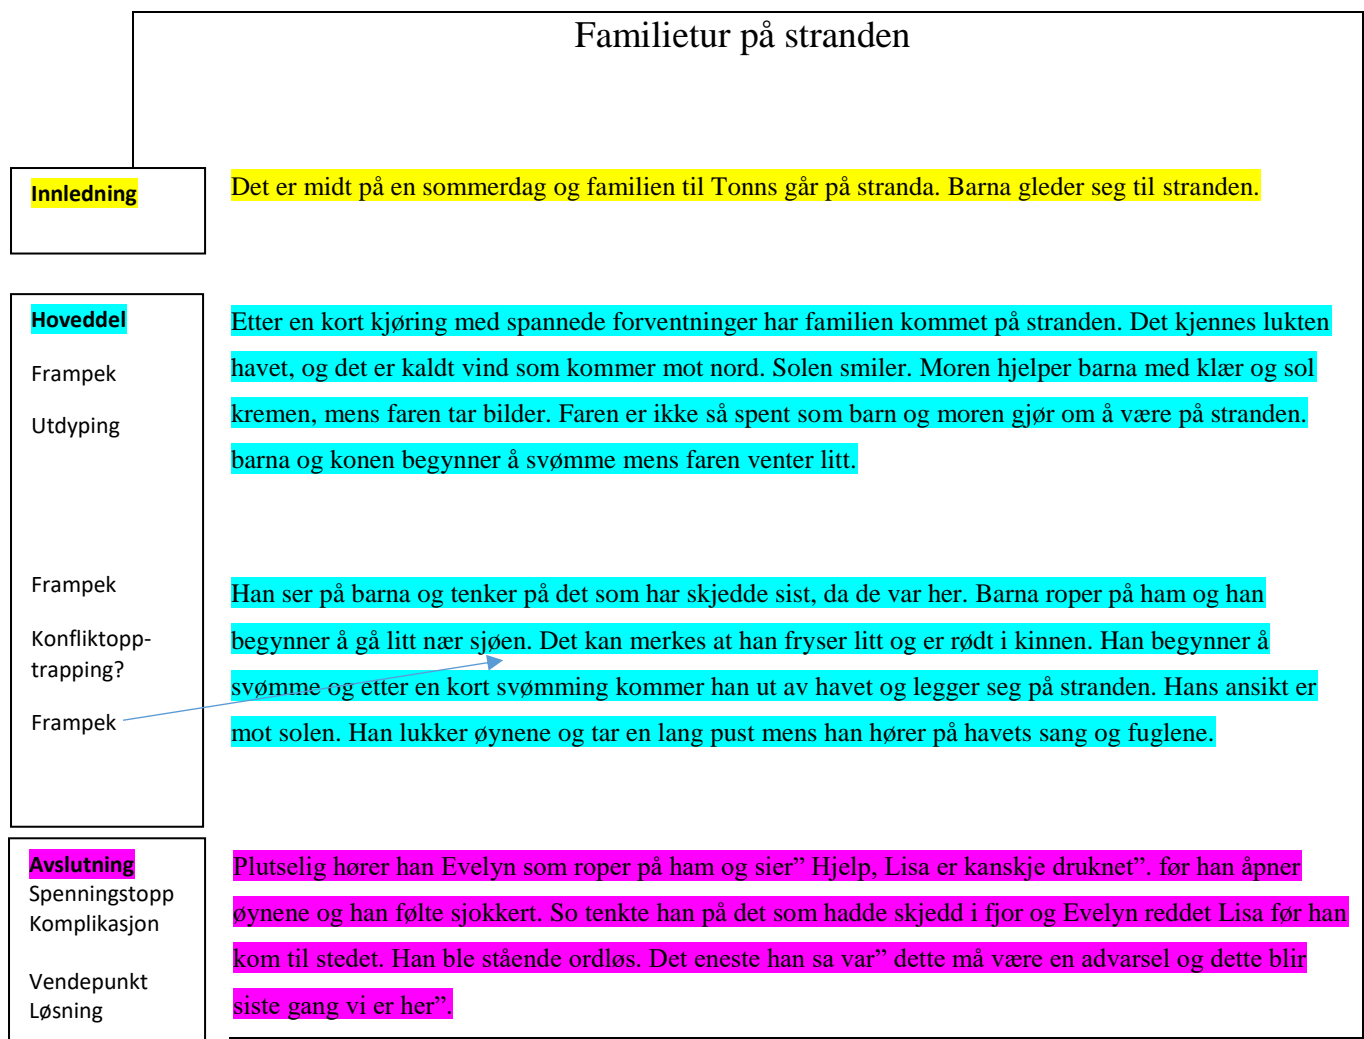 Familietur på stranden
Innledning
Det er midt på en sommerdag og familien til Tonns går på stranda. Barna gleder seg til stranden.
Hoveddel
Frampek
Utdyping
Etter en kort kjøring med spannede forventninger har familien kommet på stranden. Det kjennes lukten
havet, og det er kaldt vind som kommer mot nord. Solen smiler. Moren hjelper barna med klær og sol
kremen, mens faren tar bilder. Faren er ikke så spent som barn og moren gjør om å være på stranden.
barna og konen begynner å svømme mens faren venter litt.
Frampek
Konfliktopp-
trapping?
Frampek
Han ser på barna og tenker på det som har skjedde sist, da de var her. Barna roper på ham og han
begynner å gå litt nær sjøen. Det kan merkes at han fryser litt og er rødt i kinnen. Han begynner å
svømme og etter en kort svømming kommer han ut av havet og legger seg på stranden. Hans ansikt er
mot solen. Han lukker øynene og tar en lang pust mens han hører på havets sang og fuglene.
Avslutning
Spenningstopp
Komplikasjon
Vendepunkt
Løsning
Plutselig hører han Evelyn som roper på ham og sier” Hjelp, Lisa er kanskje druknet”. før han åpner
øynene og han følte sjokkert. So tenkte han på det som hadde skjedd i fjor og Evelyn reddet Lisa før han
kom til stedet. Han ble stående ordløs. Det eneste han sa var” dette må være en advarsel og dette blir
siste gang vi er her”.